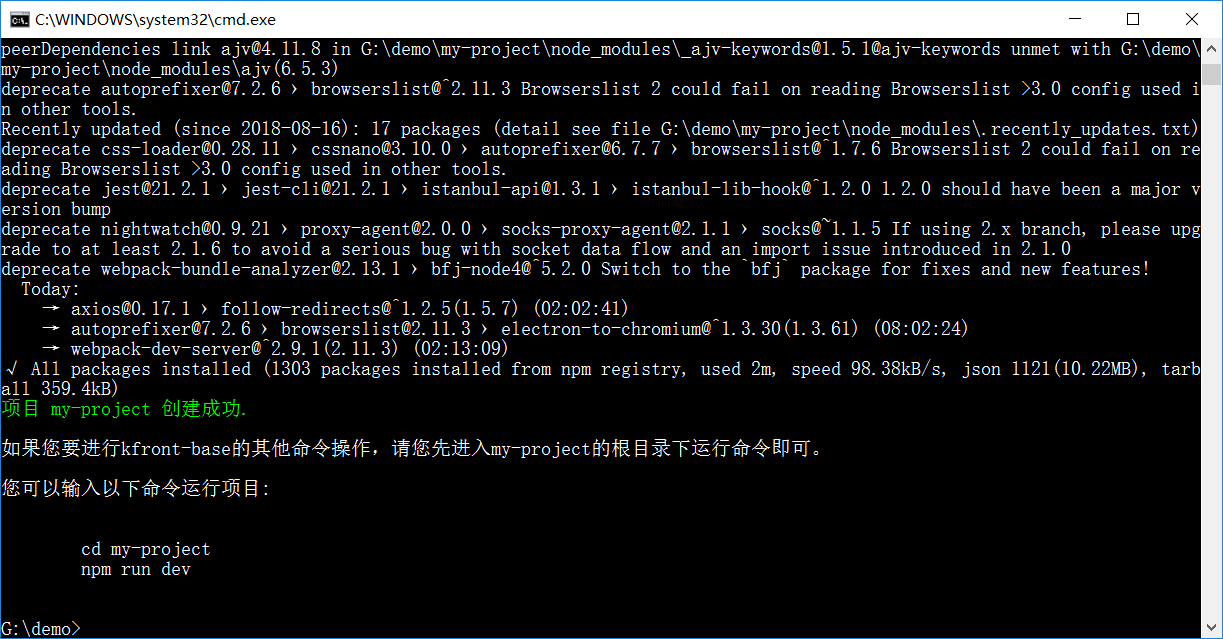 C:\WINDOWS\system32\cmd.exe
peerDependencies link ajv@4.11.8 in G:\demo\my-project\node_modules\_ajv-keywords@1.5.1@ajv-keywords unmet with G:\demo\
my-project\node_modules\ajv(6.5.3)
deprecate autoprefixer@7.2.6 › browserslist@^2.11.3 Browserslist 2 could fail on reading Browserslist >3.0 config used i
n other tools.
Recently updated (since 2018-08-16): 17 packages (detail see file G:\demo\my-project\node_modules\.recently_updates.txt)
deprecate css-loader@0.28.11 › cssnano@3.10.0 › autoprefixer@6.7.7 › browserslist@^1.7.6 Browserslist 2 could fail on re
ading Browserslist >3.0 config used in other tools.
deprecate jest@21.2.1 › jest-cli@21.2.1 › istanbul-api@1.3.1 › istanbul-lib-hook@^1.2.0 1.2.0 should have been a major v
ersion bump
deprecate nightwatch@0.9.21 › proxy-agent@2.0.0 › socks-proxy-agent@2.1.1 › socks@~1.1.5 If using 2.x branch, please upg
rade to at least 2.1.6 to avoid a serious bug with socket data flow and an import issue introduced in 2.1.0
deprecate webpack-bundle-analyzer@2.13.1 › bfj-node4@^5.2.0 Switch to the `bfj` package for fixes and new features!
Today:
→ axios@0.17.1 › follow-redirects@^1.2.5(1.5.7) (02:02:41)
→ autoprefixer@7.2.6 › browserslist@2.11.3 › electron-to-chromium@^1.3.30(1.3.61) (08:02:24)
→ webpack-dev-server@^2.9.1(2.11.3) (02:13:09)
√ All packages installed (1303 packages installed from npm registry, used 2m, speed 98.38kB/s, json 1121(10.22MB), tarb
all 359.4kB)
项目 my-project 创建成功.
如果您要进行kfront-base的其他命令操作，请您先进入my-project的根目录下运行命令即可。
您可以输入以下命令运行项目:
cd my-project
npm run dev
G:\demo>